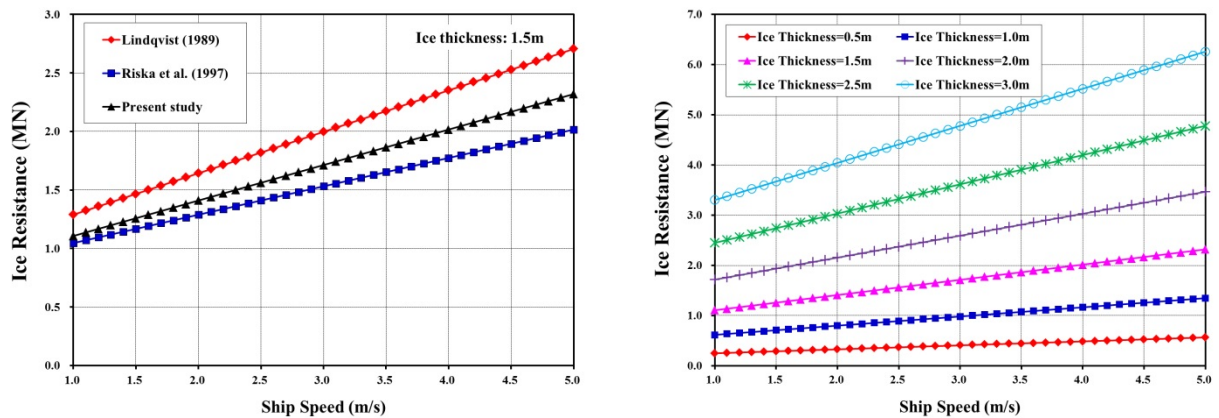 3.0
2.5
2.0
1.5
1.0
0.5
0.0
Ice Resistance (MN)
Lindqvist (1989)
Riska et al. (1997)
Present study
Ice thickness: 1.5m
1.0 1.5 2.0 2.5 3.0 3.5 4.0 4.5 5.0
Ship Speed (m/s)
7.0
6.0
5.0
4.0
3.0
2.0
1.0
0.0
Ice Resistance (MN)
Ice Thickness=0.5m Ice Thickness=1.0m
Ice Thickness=1.5m Ice Thickness=2.0m
Ice Thickness=2.5m Ice Thickness=3.0m
1.0 1.5 2.0 2.5 3.0 3.5 4.0 4.5 5.0
Ship Speed (m/s)